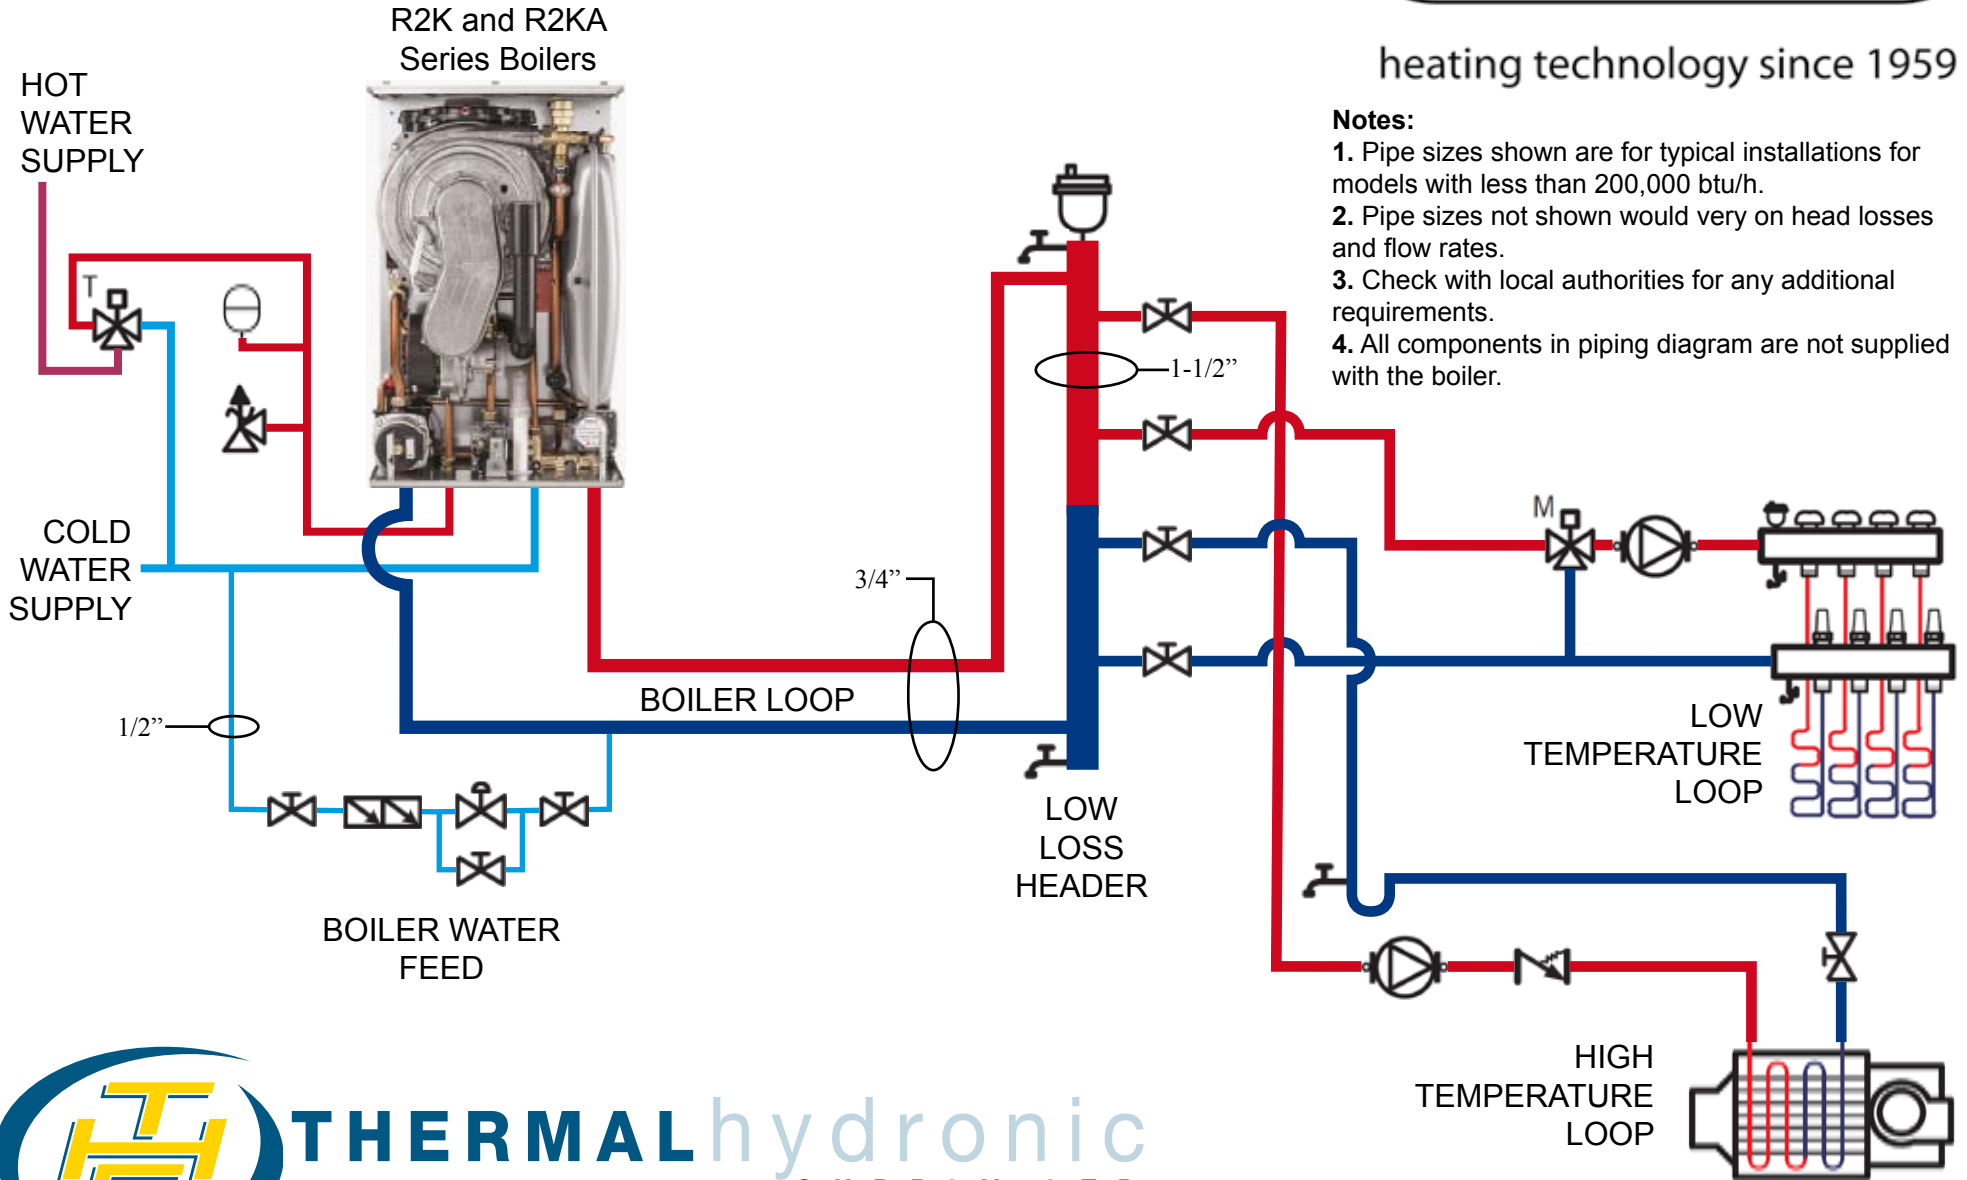 R2K and R2KA
Series Boilers
heating technology since 1959
HOT
WATER
SUPPLY
Notes:
1. Pipe sizes shown are for typical installations for
models with less than 200,000 btu/h.
2. Pipe sizes not shown would very on head losses
and flow rates.
3. Check with local authorities for any additional
requirements.
4. All components in piping diagram are not supplied
with the boiler.
T
1-1/2”
M
COLD
WATER
SUPPLY
3/4”
BOILER LOOP
1/2”
LOW
TEMPERATURE
LOOP
LOW
LOSS
HEADER
BOILER WATER
FEED
HIGH
TEMPERATURE
LOOP
THERMALhydronic